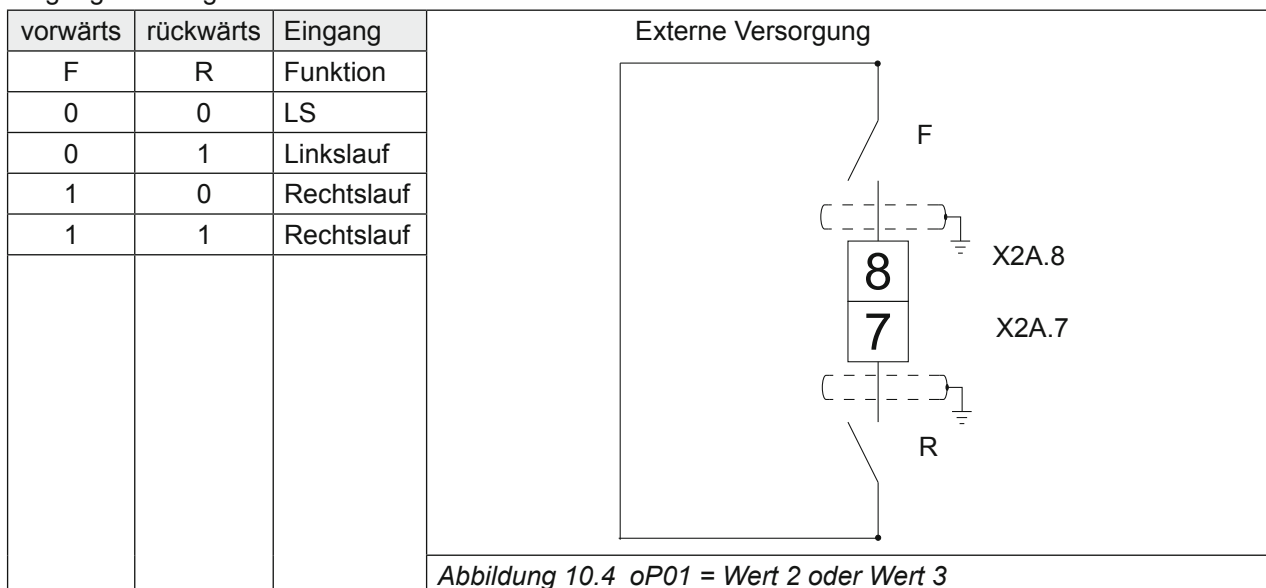 vorwärts rückwärts Eingang
F R Funktion
0 0 LS
0 1 Linkslauf
1 0 Rechtslauf
1 1 Rechtslauf
Externe Versorgung
F
8 X2A.8
7 X2A.7
R
Abbildung 10.4 oP01 = Wert 2 oder Wert 3